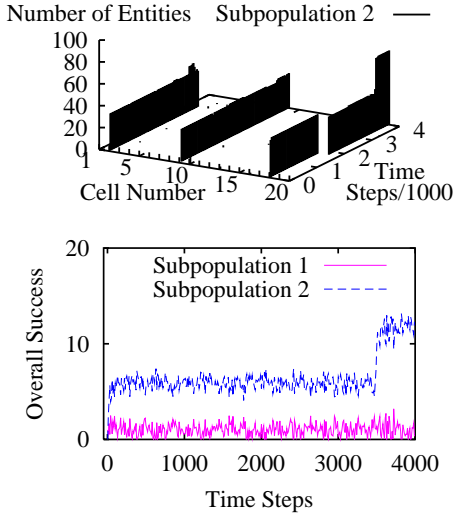 Number of Entities Subpopulation 2
100
80
60
40
20
0
1 5 10 15 20
Cell Number
0 1 2 3 4
Time
Steps/1000
20
10
0
Overall Success
Subpopulation 1
Subpopulation 2
0 1000 2000 3000 4000
Time Steps